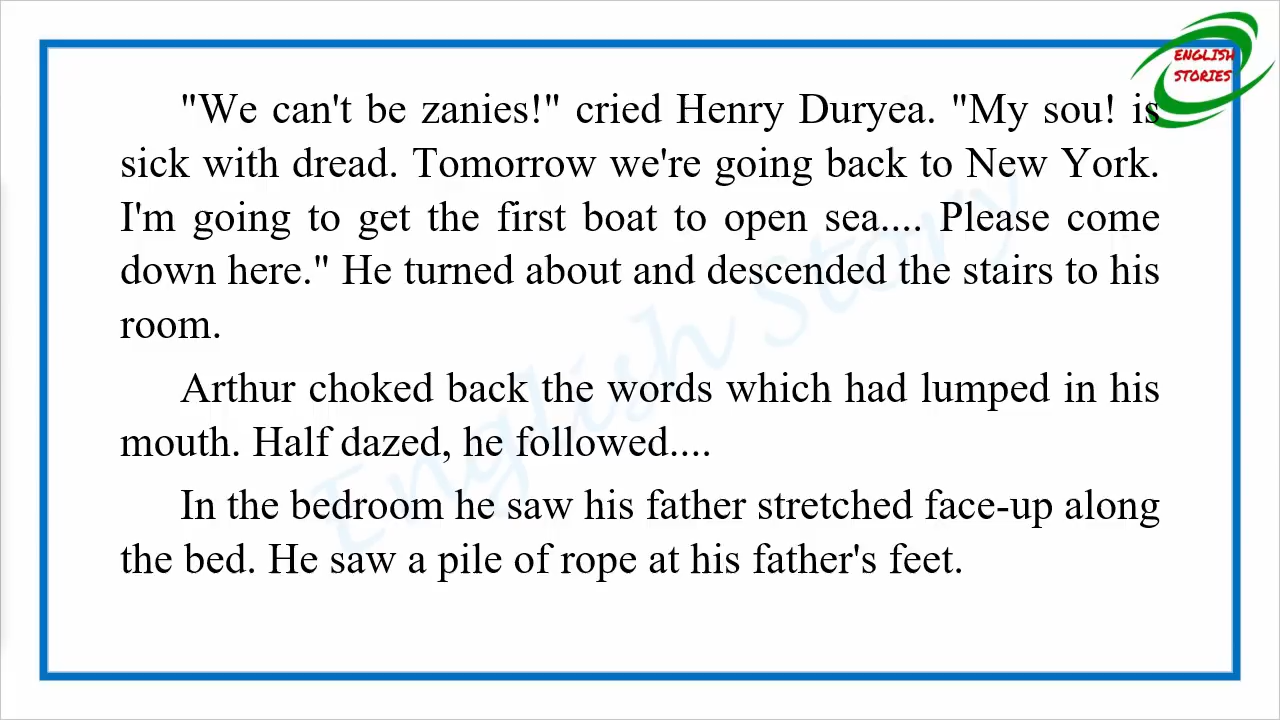 ENGLISH
STORIES
"We can't be zanies!" cried Henry Duryea. "My sou! is
sick with dread. Tomorrow we're going back to New York.
I'm going to get the first boat to open sea.... Please come
down here." He turned about and descended the stairs to his
room.
Arthur choked back the words which had lumped in his
mouth. Half dazed, he followed....
In the bedroom he saw his father stretched face-up along
the bed. He saw a pile of rope at his father's feet.
English Story